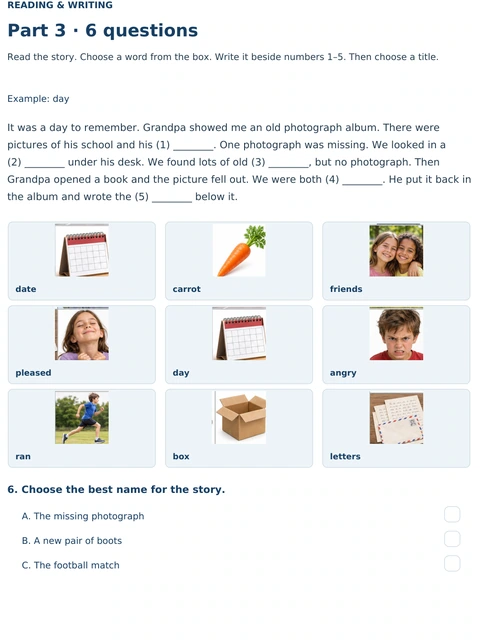 READING & WRITING
Part 3 · 6 questions
Read the story. Choose a word from the box. Write it beside numbers 1–5. Then choose a title.
Example: day
It was a day to remember. Grandpa showed me an old photograph album. There were
pictures of his school and his (1) ________. One photograph was missing. We looked in a
(2) ________ under his desk. We found lots of old (3) ________, but no photograph. Then
Grandpa opened a book and the picture fell out. We were both (4) ________. He put it back in
the album and wrote the (5) ________ below it.
date
carrot
friends
pleased
day
angry
ran
box
letters
6. Choose the best name for the story.
A. The missing photograph
B. A new pair of boots
C. The football match